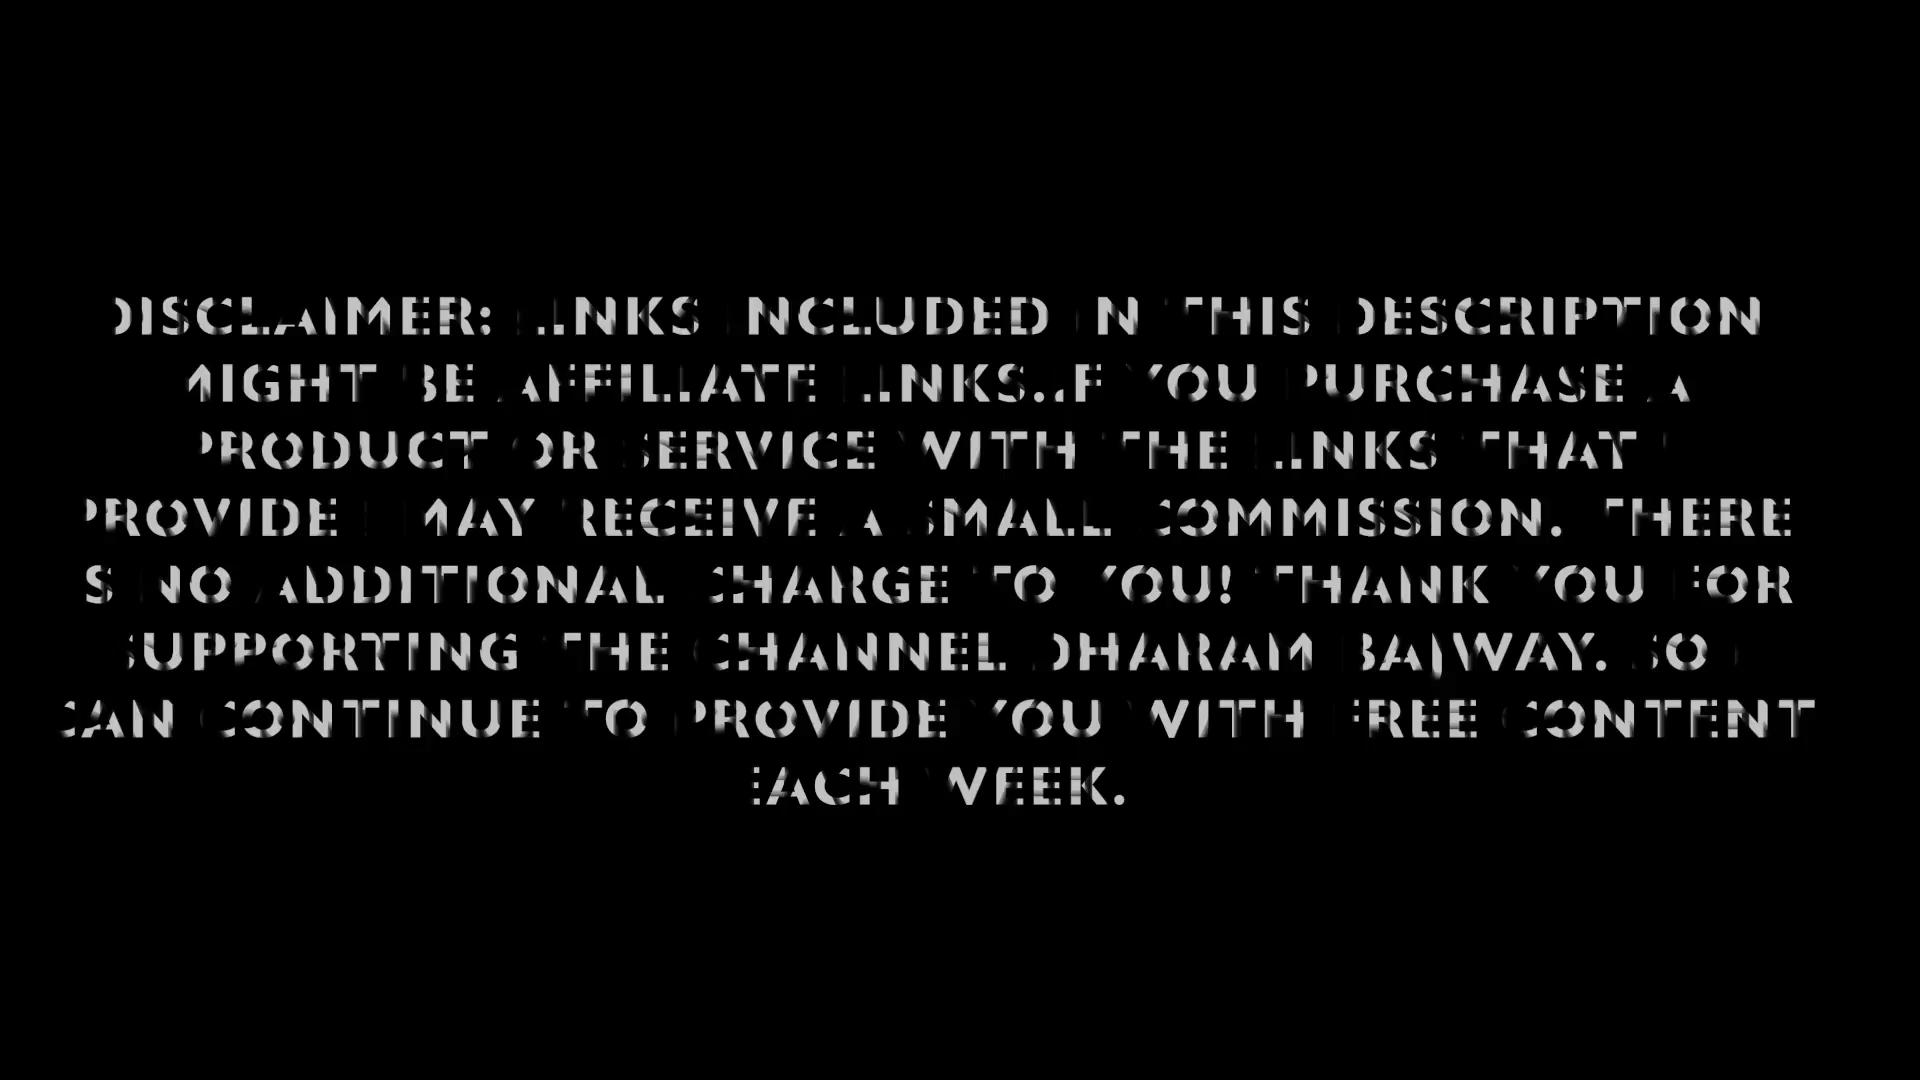 DISCLAIMER: LINKS INCLUDED IN THIS DESCRIPTION
MIGHT BE AFFILIATE LINKS.IF YOU PURCHASE A
PRODUCT OR SERVICE WITH THE LINKS THAT I
PROVIDE I MAY RECEIVE A SMALL COMMISSION. THERE
IS NO ADDITIONAL CHARGE TO YOU! THANK YOU FOR
SUPPORTING THE CHANNEL DHARAM BAJWAY. SO I
CAN CONTINUE TO PROVIDE YOU WITH FREE CONTENT
EACH WEEK.